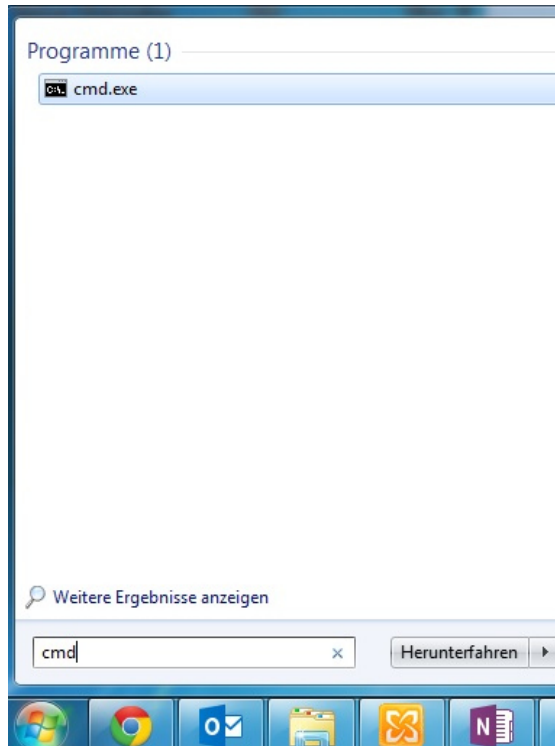 Programme (1)
C:\.
cmd.exe
Weitere Ergebnisse anzeigen
cmd
Herunterfahren
O
N